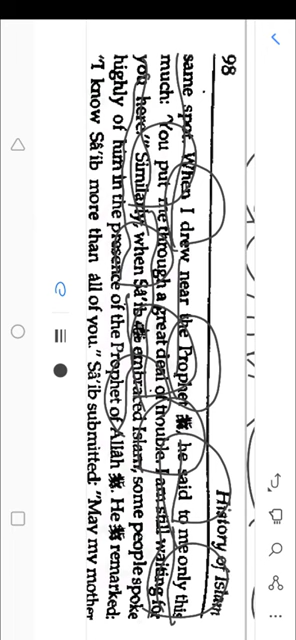 98
History of Islam
same spot. When I drew near the Prophet ﷺ, he said to me only this
much: "You put me through a great deal of trouble. I am still waiting for
you here." Similarly, when Sâ'ib embraced Islam, some people spoke
highly of him in the presence of the Prophet of Allah ﷺ. He ﷺ remarked:
"I know Sâ'ib more than all of you." Sâ'ib submitted: "May my mother